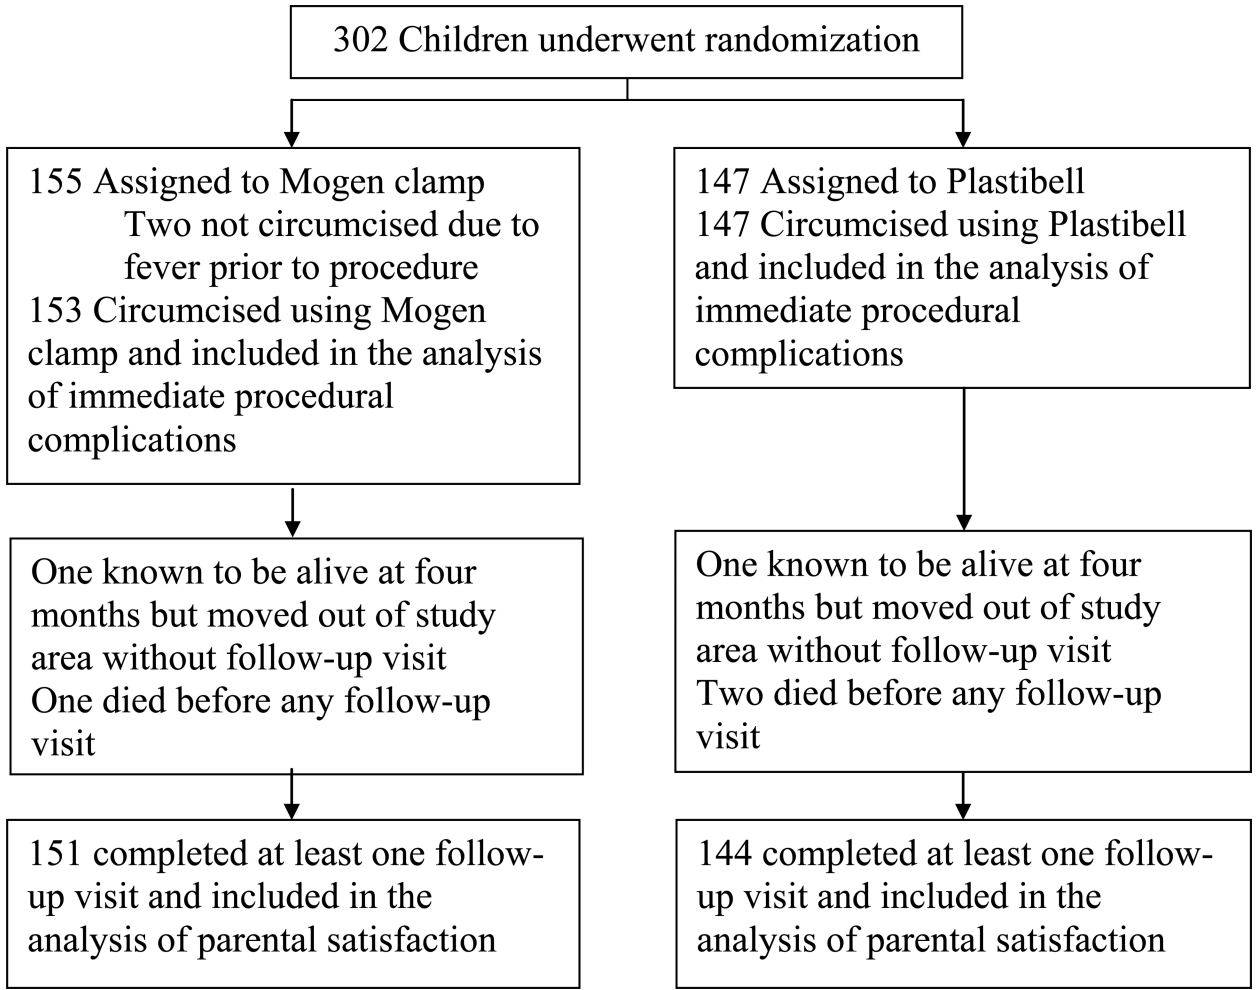 302 Children underwent randomization
155 Assigned to Mogen clamp
Two not circumcised due to
fever prior to procedure
153 Circumcised using Mogen
clamp and included in the analysis
of immediate procedural
complications
147 Assigned to Plastibell
147 Circumcised using Plastibell
and included in the analysis of
immediate procedural
complications
One known to be alive at four
months but moved out of study
area without follow-up visit
One died before any follow-up
visit
One known to be alive at four
months but moved out of study
area without follow-up visit
Two died before any follow-up
visit
151 completed at least one follow-
up visit and included in the
analysis of parental satisfaction
144 completed at least one follow-
up visit and included in the
analysis of parental satisfaction